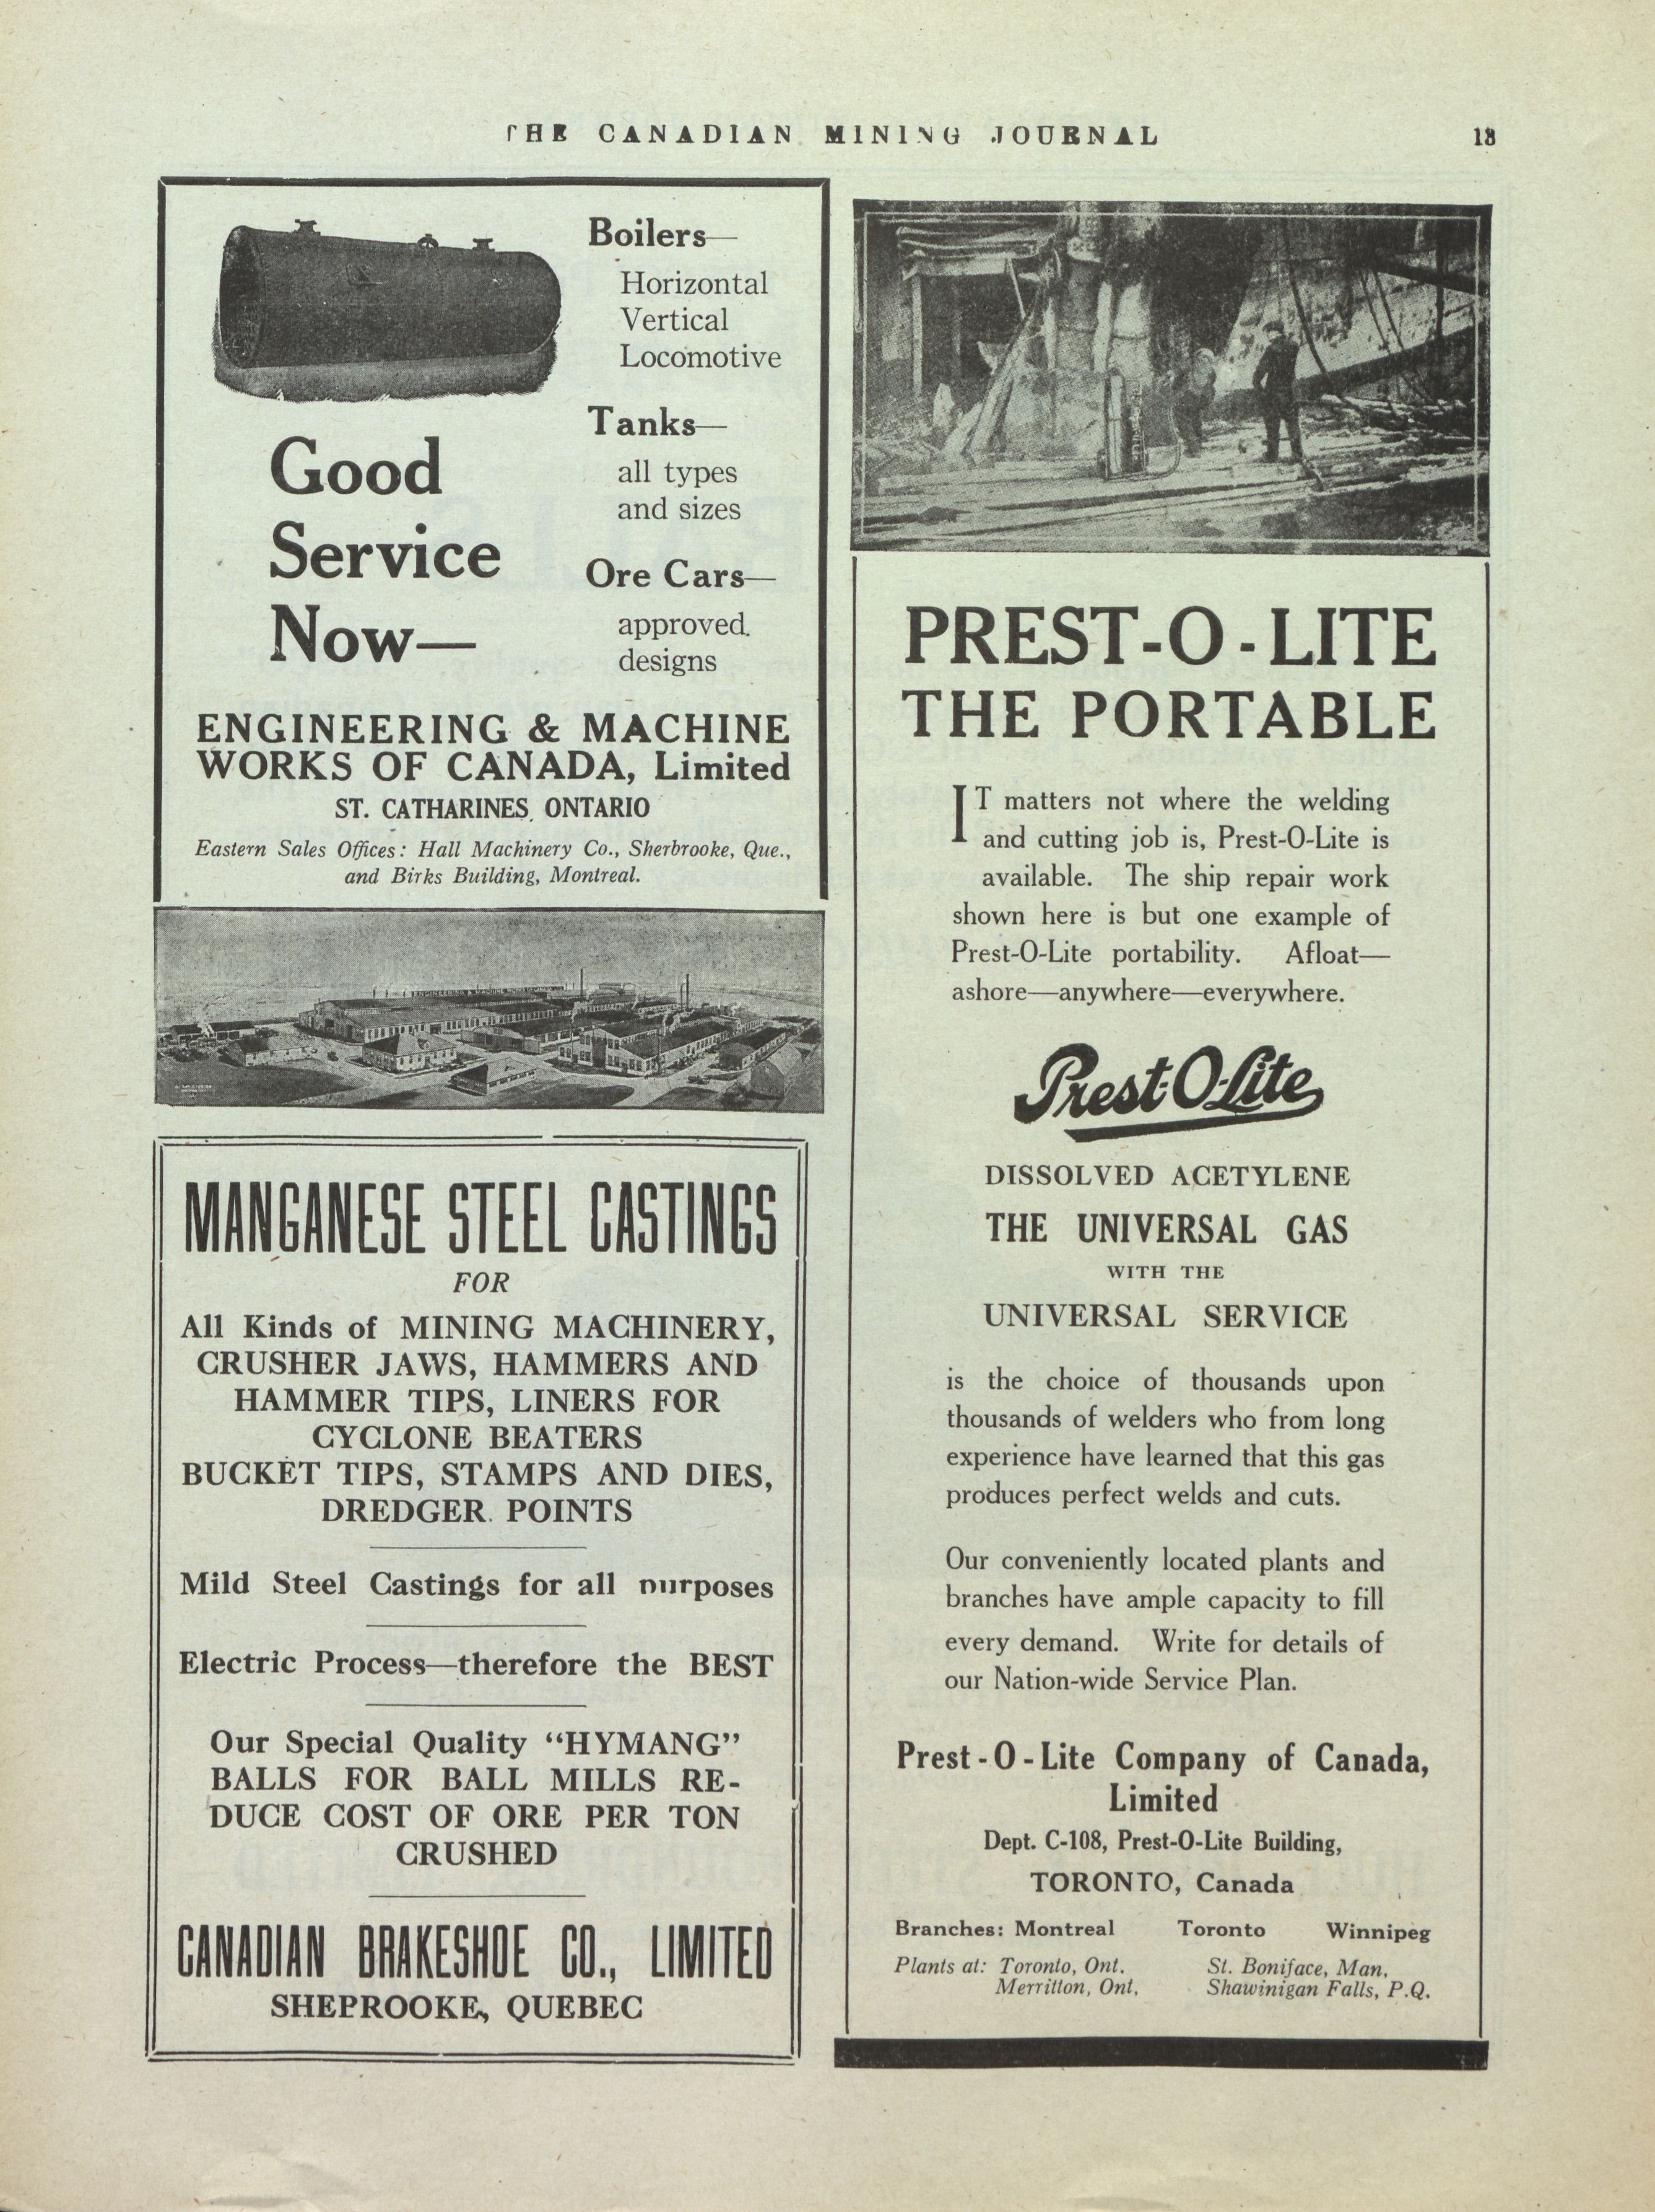 THE CANADIAN MINING JOURNAL 13
Boilers—
Horizontal
Vertical
Locomotive
Tanks—
all types
and sizes
Ore Cars—
approved
designs
Good
Service
Now—
ENGINEERING & MACHINE
WORKS OF CANADA, Limited
ST. CATHARINES, ONTARIO
Eastern Sales Offices: Hall Machinery Co., Sherbrooke, Que.,
and Birks Building, Montreal.
MANGANESE STEEL CASTINGS
FOR
All Kinds of MINING MACHINERY,
CRUSHER JAWS, HAMMERS AND
HAMMER TIPS, LINERS FOR
CYCLONE BEATERS
BUCKET TIPS, STAMPS AND DIES,
DREDGER POINTS
Mild Steel Castings for all purposes
Electric Process—therefore the BEST
Our Special Quality “HYMANG”
BALLS FOR BALL MILLS RE-
DUCE COST OF ORE PER TON
CRUSHED
CANADIAN BRAKESHOE CO., LIMITED
SHEPROOKE, QUEBEC
PREST-O-LITE
THE PORTABLE
IT matters not where the welding
and cutting job is, Prest-O-Lite is
available. The ship repair work
shown here is but one example of
Prest-O-Lite portability. Afloat—
ashore—anywhere—everywhere.
Prest-O-Lite
DISSOLVED ACETYLENE
THE UNIVERSAL GAS
WITH THE
UNIVERSAL SERVICE
is the choice of thousands upon
thousands of welders who from long
experience have learned that this gas
produces perfect welds and cuts.
Our conveniently located plants and
branches have ample capacity to fill
every demand. Write for details of
our Nation-wide Service Plan.
Prest-O-Lite Company of Canada,
Limited
Dept. C-108, Prest-O-Lite Building,
TORONTO, Canada
Branches: Montreal Toronto Winnipeg
Plants at: Toronto, Ont. St. Boniface, Man,
Merritton, Ont, Shawinigan Falls, P.Q.